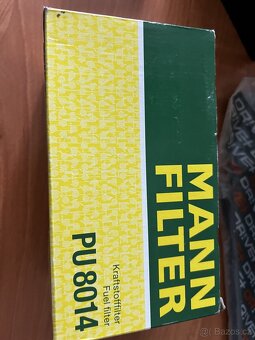 MANN
FILTER
Kraftstofffilter
Fuel filter
PU 8014